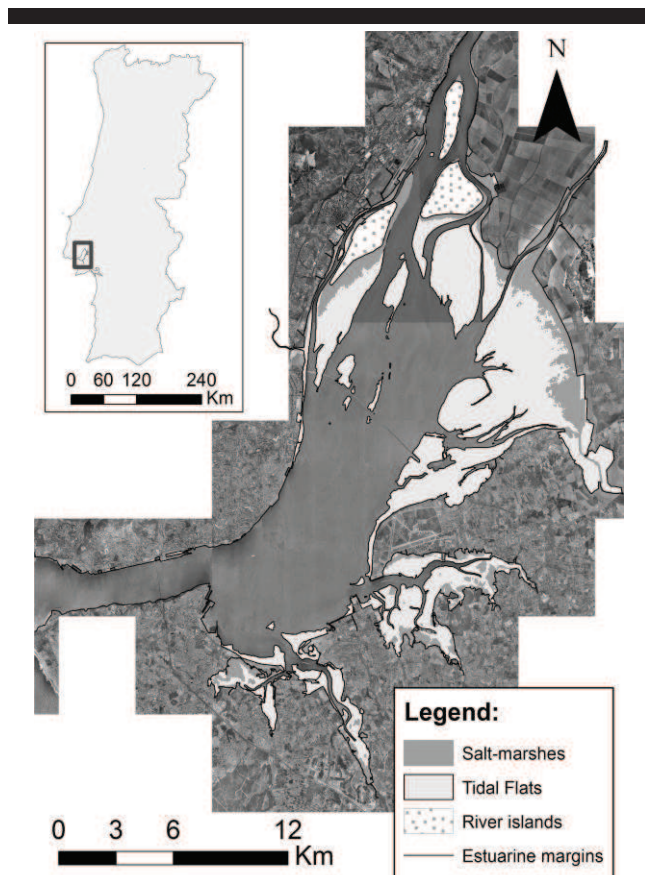 N
0 60 120 240
Km
Legend:
Salt-marshes
Tidal Flats
River islands
Estuarine margins
0 3 6 12
Km